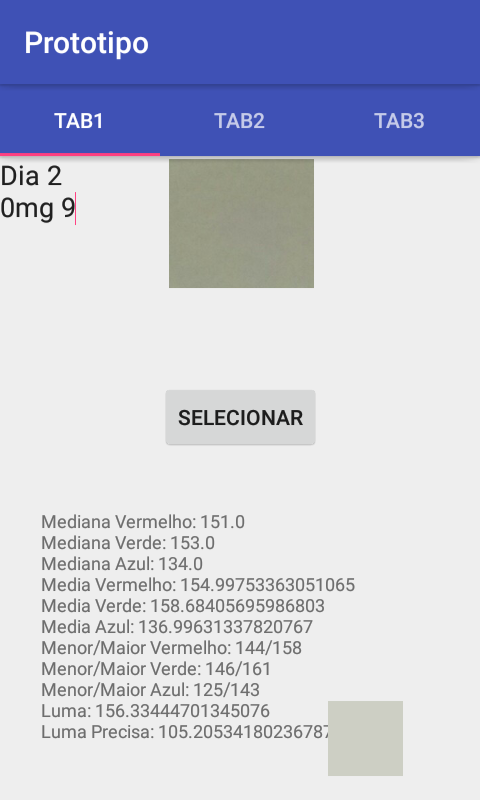 Prototipo
TAB1 TAB2 TAB3
Dia 2
0mg 9
SELECIONAR
Mediana Vermelho: 151.0
Mediana Verde: 153.0
Mediana Azul: 134.0
Media Vermelho: 154.99753363051065
Media Verde: 158.68405695986803
Media Azul: 136.99631337820767
Menor/Maior Vermelho: 144/158
Menor/Maior Verde: 146/161
Menor/Maior Azul: 125/143
Luma: 156.33444701345076
Luma Precisa: 105.20534180236787